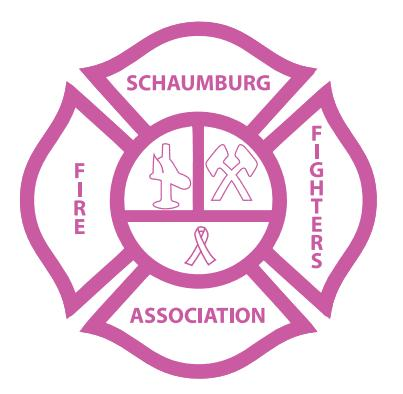 SCHAUMBURG
FIRE
FIGHTERS
ASSOCIATION